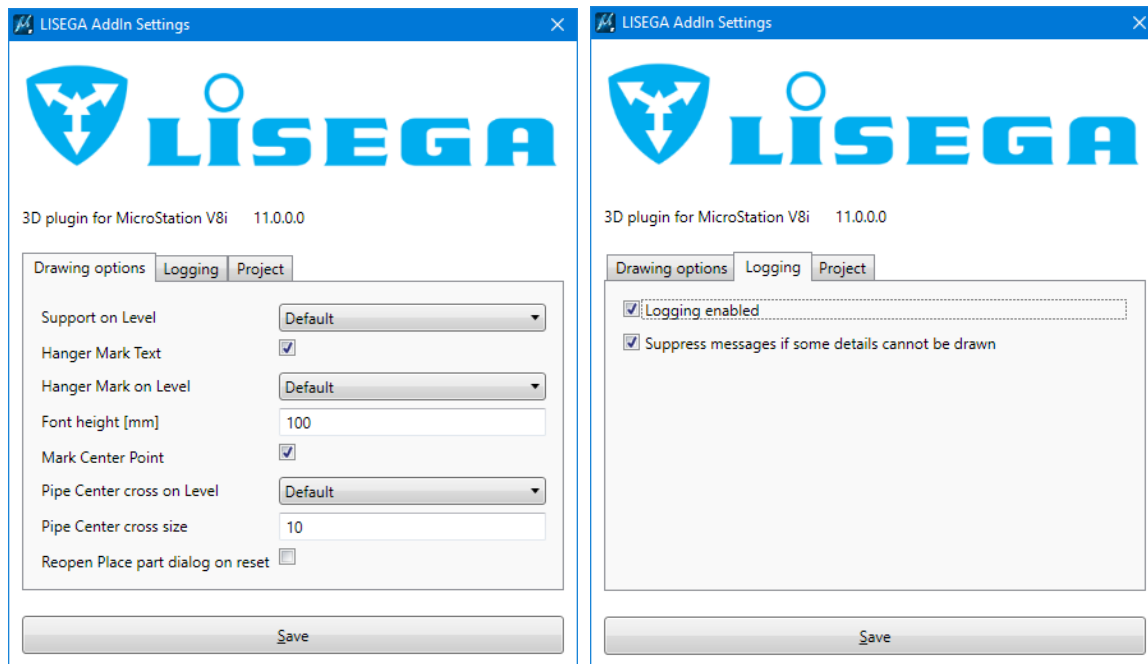 LISEGA AddIn Settings
LISEGA
3D plugin for MicroStation V8i 11.0.0.0
Drawing options Logging Project
Support on Level Default
Hanger Mark Text
Hanger Mark on Level Default
Font height [mm] 100
Mark Center Point
Pipe Center cross on Level Default
Pipe Center cross size 10
Reopen Place part dialog on reset
Save
LISEGA AddIn Settings
LISEGA
3D plugin for MicroStation V8i 11.0.0.0
Drawing options Logging Project
Logging enabled
Suppress messages if some details cannot be drawn
Save